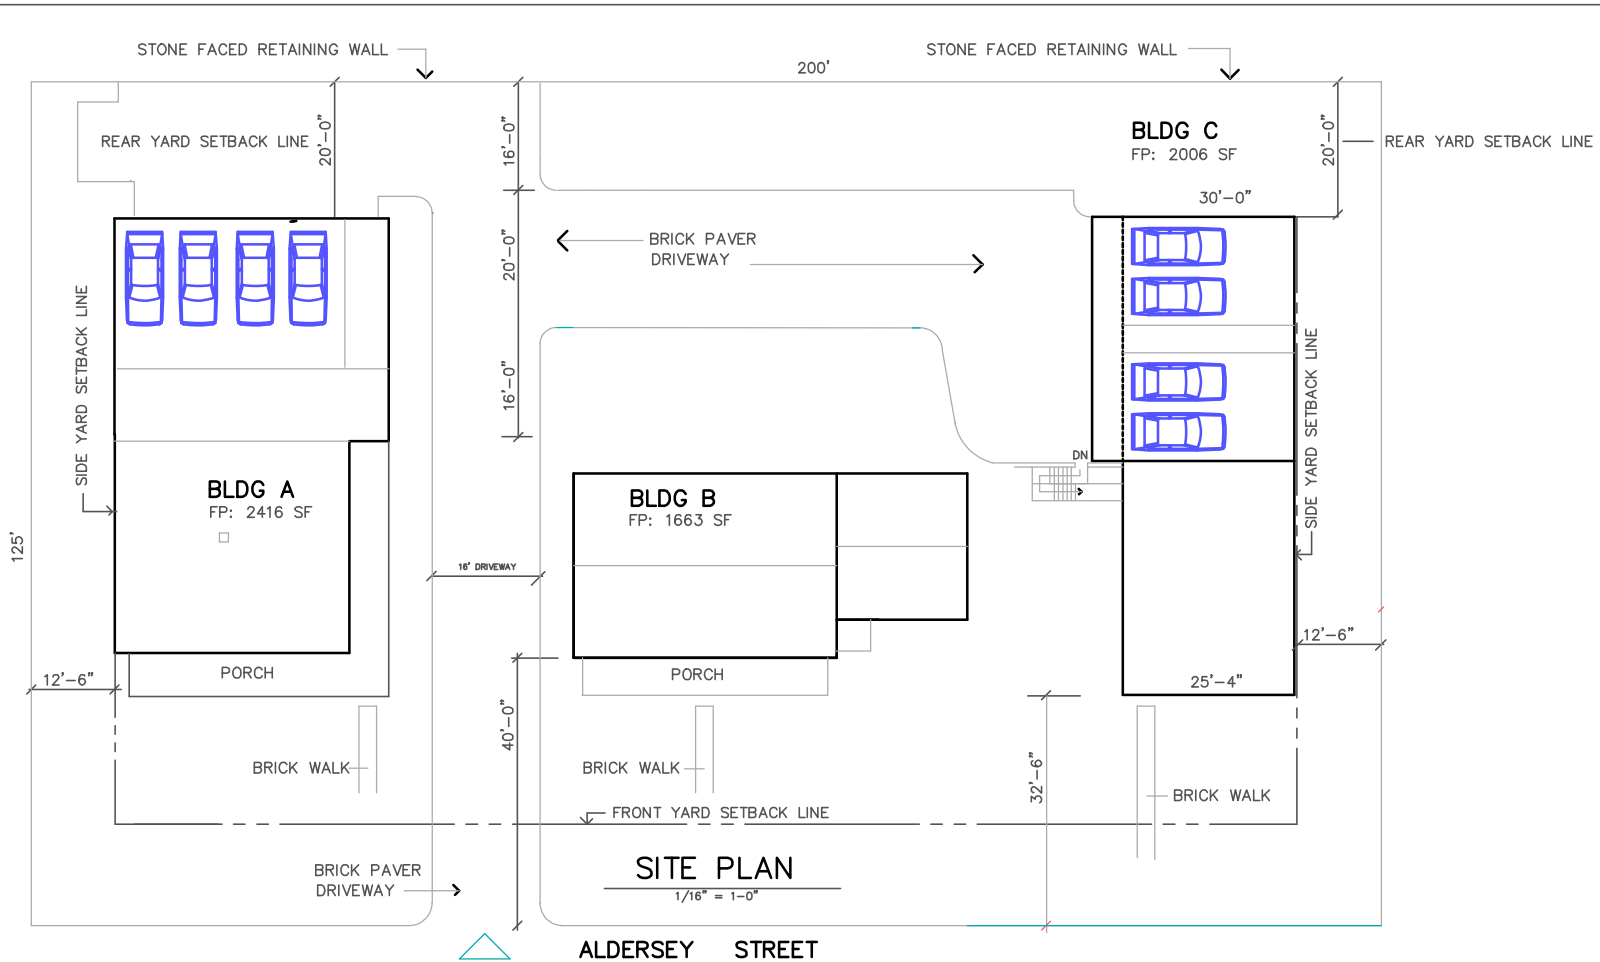 STONE FACED RETAINING WALL
STONE FACED RETAINING WALL
200'
REAR YARD SETBACK LINE
20'-0"
16'-0"
BLDG C
FP: 2006 SF
20'-0"
REAR YARD SETBACK LINE
30'-0"
BRICK PAVER
DRIVEWAY
20'-0"
SIDE YARD SETBACK LINE
16'-0"
SIDE YARD SETBACK LINE
DN
BLDG A
FP: 2416 SF
BLDG B
FP: 1663 SF
125'
16' DRIVEWAY
12'-6"
12'-6"
PORCH
PORCH
25'-4"
40'-0"
32'-6"
BRICK WALK
BRICK WALK
BRICK WALK
FRONT YARD SETBACK LINE
BRICK PAVER
DRIVEWAY
SITE PLAN
1/16" = 1-0"
ALDERSEY STREET